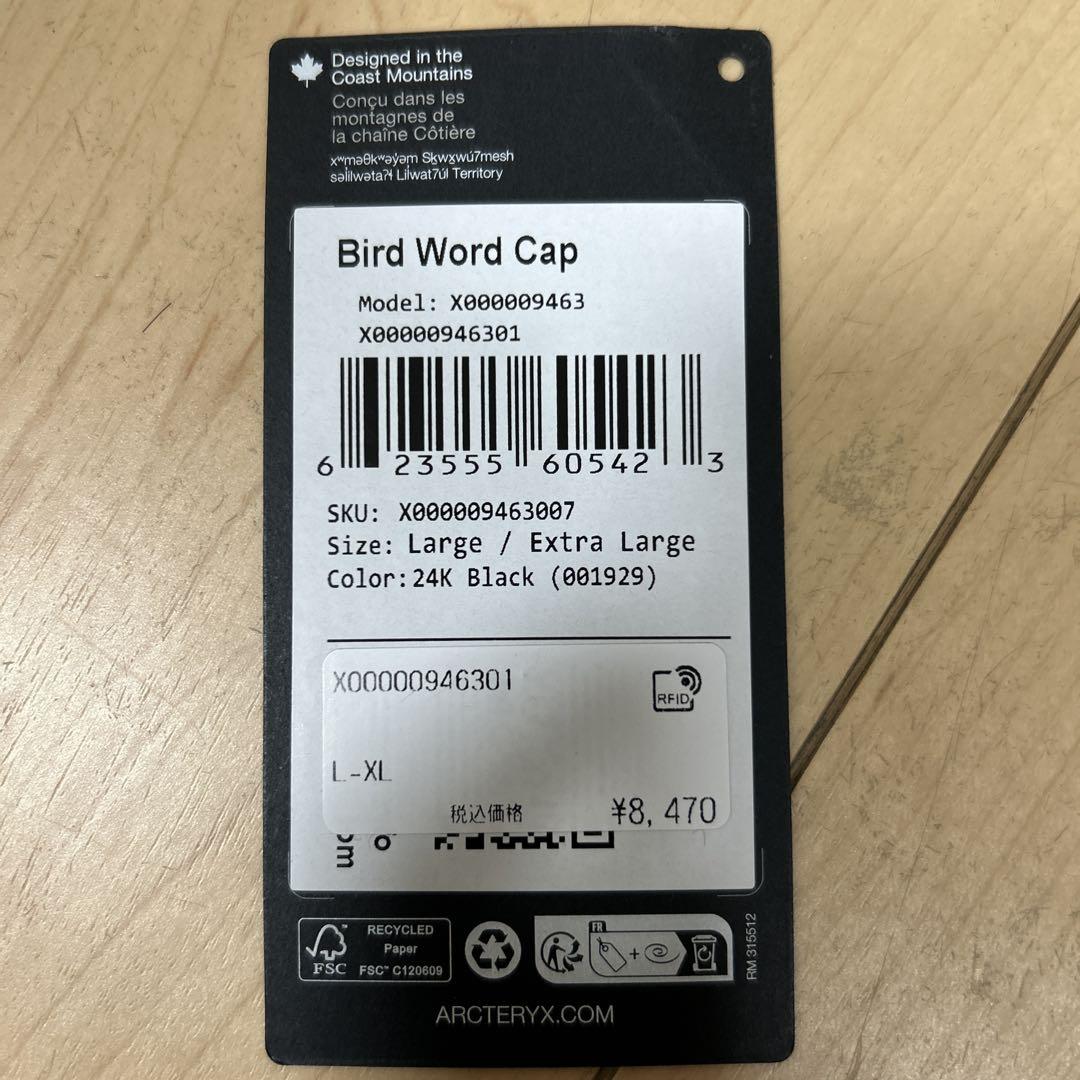 Designed in the
Coast Mountains
Conçu dans les
montagnes de
la chaîne Côtière
xʷməθkʷəy̓əm Sḵwx̱wú7mesh
səl̓ilwətaʔɬ Lil̓wat7úl Territory
Bird Word Cap
Model: X000009463
X00000946301
6 23555 60542 3
SKU: X000009463007
Size: Large / Extra Large
Color: 24K Black (001929)
X00000946301
RFID
L-XL
税込価格 ¥8,470
FSC
RECYCLED
Paper
FSC™ C120609
FR
RM 315512
ARCTERYX.COM